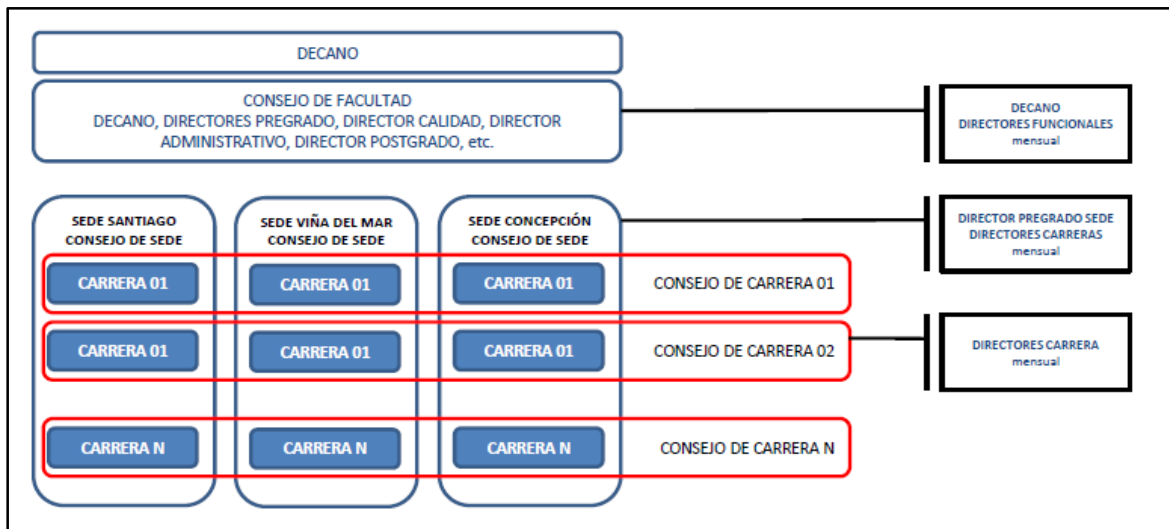 DECANO
CONSEJO DE FACULTAD
DECANO, DIRECTORES PREGRADO, DIRECTOR CALIDAD, DIRECTOR
ADMINISTRATIVO, DIRECTOR POSTGRADO, etc.
DECANO
DIRECTORES FUNCIONALES
mensual
SEDE SANTIAGO
CONSEJO DE SEDE
SEDE VIÑA DEL MAR
CONSEJO DE SEDE
SEDE CONCEPCIÓN
CONSEJO DE SEDE
DIRECTOR PREGRADO SEDE
DIRECTORES CARRERAS
mensual
CARRERA 01
CARRERA 01
CARRERA 01
CONSEJO DE CARRERA 01
CARRERA 01
CARRERA 01
CARRERA 01
CONSEJO DE CARRERA 02
DIRECTORES CARRERA
mensual
CARRERA N
CARRERA N
CARRERA N
CONSEJO DE CARRERA N